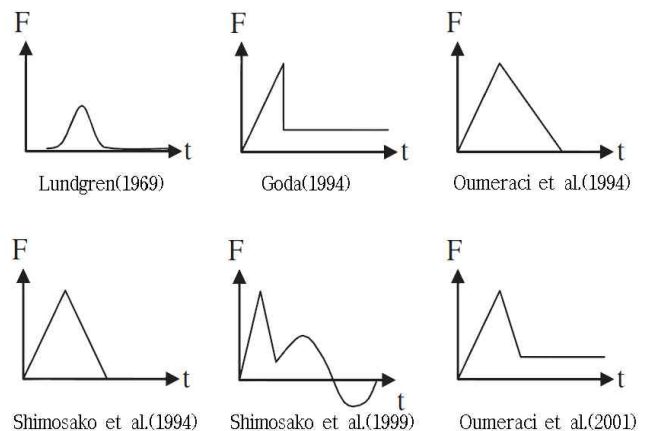 F
t
Lundgren(1969)
F
t
Goda(1994)
F
t
Oumeraci et al.(1994)
F
t
Shimosako et al.(1994)
F
t
Shimosako et al.(1999)
F
t
Oumeraci et al.(2001)